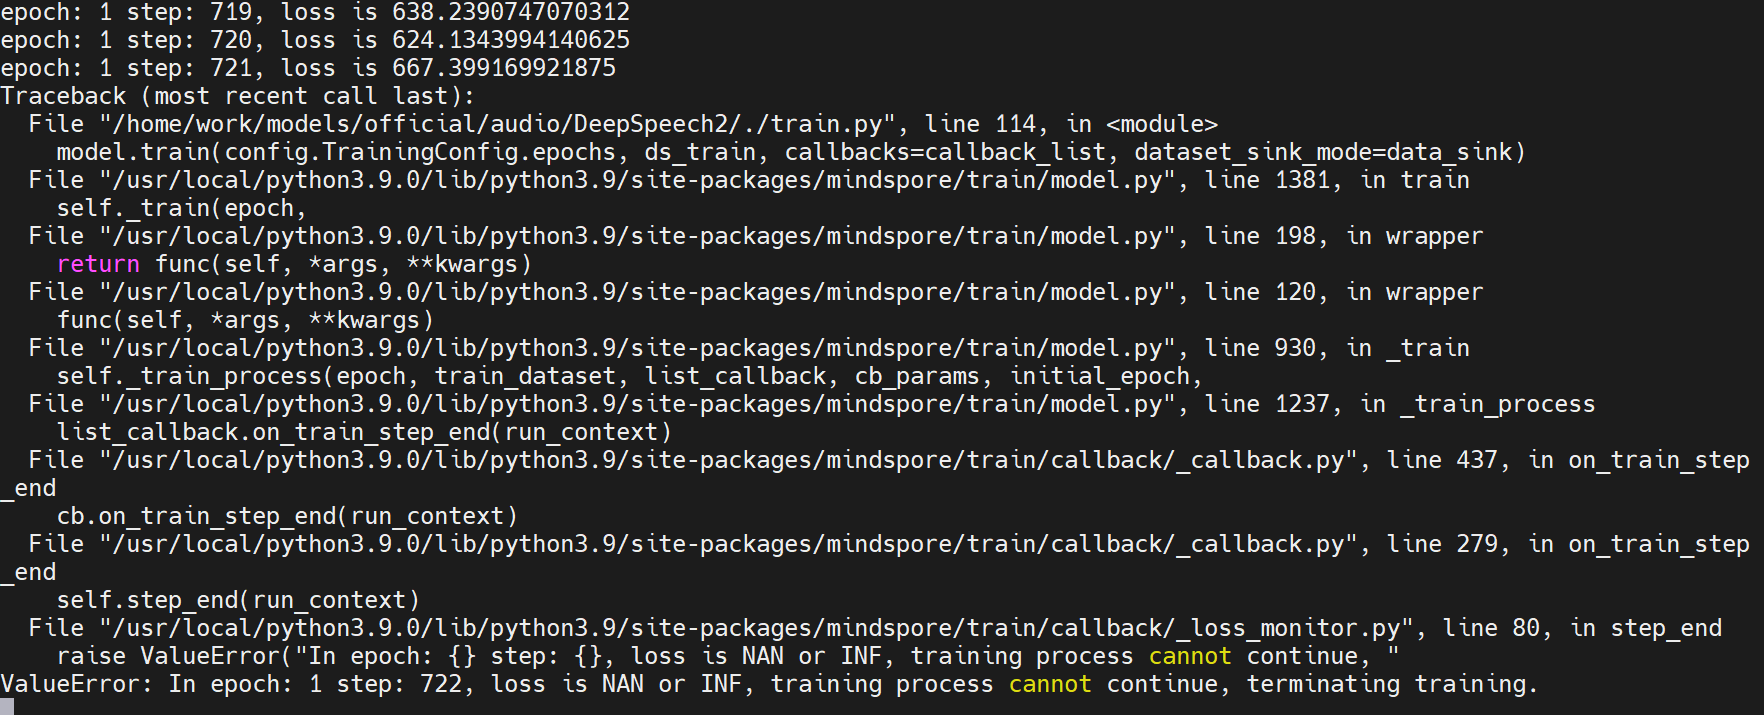 epoch: 1 step: 719, loss is 638.2390747070312
epoch: 1 step: 720, loss is 624.1343994140625
epoch: 1 step: 721, loss is 667.399169921875
Traceback (most recent call last):
  File "/home/work/models/official/audio/DeepSpeech2/./train.py", line 114, in <module>
    model.train(config.TrainingConfig.epochs, ds_train, callbacks=callback_list, dataset_sink_mode=data_sink)
  File "/usr/local/python3.9.0/lib/python3.9/site-packages/mindspore/train/model.py", line 1381, in train
    self._train(epoch,
  File "/usr/local/python3.9.0/lib/python3.9/site-packages/mindspore/train/model.py", line 198, in wrapper
    return func(self, *args, **kwargs)
  File "/usr/local/python3.9.0/lib/python3.9/site-packages/mindspore/train/model.py", line 120, in wrapper
    func(self, *args, **kwargs)
  File "/usr/local/python3.9.0/lib/python3.9/site-packages/mindspore/train/model.py", line 930, in _train
    self._train_process(epoch, train_dataset, list_callback, cb_params, initial_epoch,
  File "/usr/local/python3.9.0/lib/python3.9/site-packages/mindspore/train/model.py", line 1237, in _train_process
    list_callback.on_train_step_end(run_context)
  File "/usr/local/python3.9.0/lib/python3.9/site-packages/mindspore/train/callback/_callback.py", line 437, in on_train_step
_end
    cb.on_train_step_end(run_context)
  File "/usr/local/python3.9.0/lib/python3.9/site-packages/mindspore/train/callback/_callback.py", line 279, in on_train_step
_end
    self.step_end(run_context)
  File "/usr/local/python3.9.0/lib/python3.9/site-packages/mindspore/train/callback/_loss_monitor.py", line 80, in step_end
    raise ValueError("In epoch: {} step: {}, loss is NAN or INF, training process cannot continue, "
ValueError: In epoch: 1 step: 722, loss is NAN or INF, training process cannot continue, terminating training.